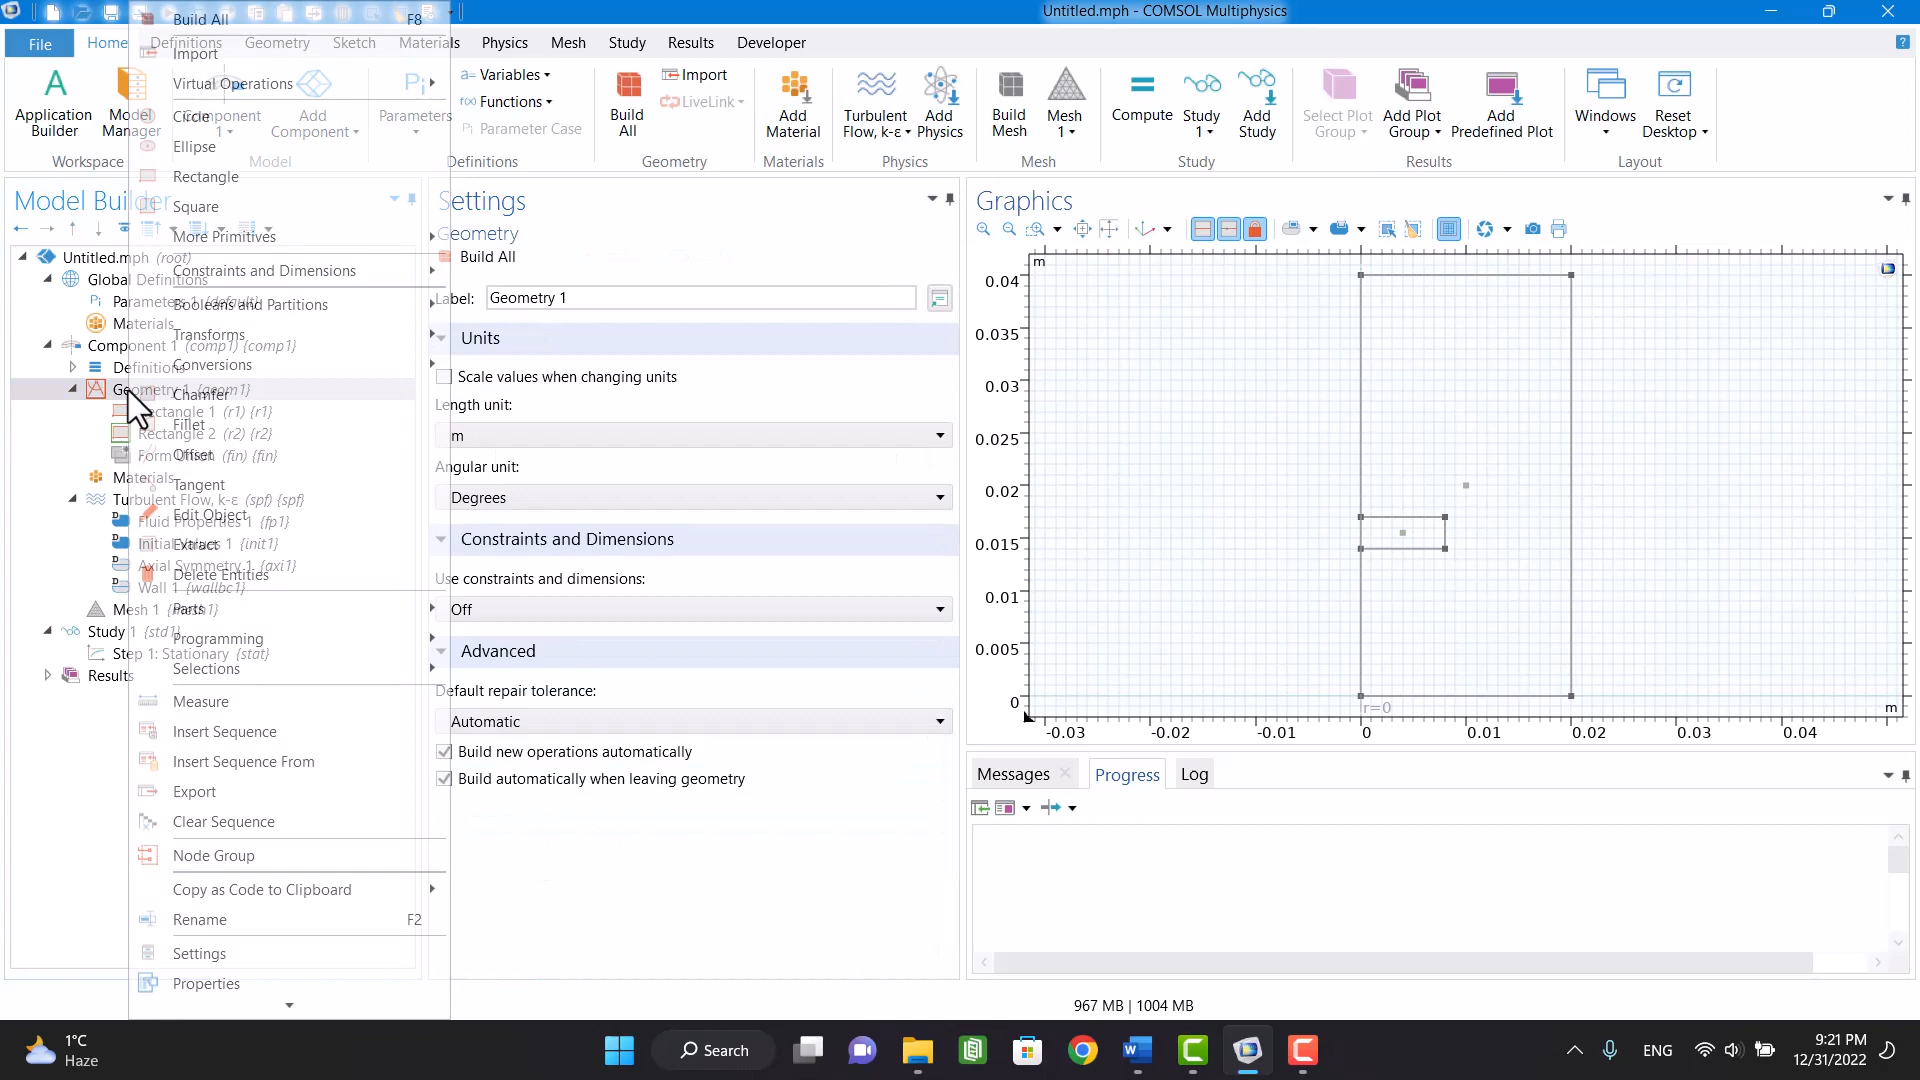 Untitled.mph - COMSOL Multiphysics
File
Home
Definitions
Geometry
Sketch
Materials
Physics
Mesh
Study
Results
Developer
Application Builder
Model Manager
Workspace
Component 1
Add Component
Model
Pi
Parameters
a= Variables
f(x) Functions
Pi Parameter Case
Definitions
Build All
Import
LiveLink
Geometry
Add Material
Materials
Turbulent Flow, k-ε
Add Physics
Physics
Build Mesh
Mesh 1
Mesh
Compute
Study 1
Add Study
Study
Select Plot Group
Add Plot Group
Add Predefined Plot
Results
Windows
Reset Desktop
Layout
Build All F8
Import
Virtual Operations
Circle
Ellipse
Rectangle
Square
More Primitives
Constraints and Dimensions
Booleans and Partitions
Transforms
Conversions
Chamfer
Fillet
Offset
Tangent
Edit Object
Extract
Delete Entities
Parts
Programming
Selections
Measure
Insert Sequence
Insert Sequence From
Export
Clear Sequence
Node Group
Copy as Code to Clipboard
Rename F2
Settings
Properties
Model Builder
Untitled.mph (root)
Global Definitions
Pi Parameters 1 {default}
Materials
Component 1 (comp1) {comp1}
Definitions
Geometry 1 {geom1}
Rectangle 1 (r1) {r1}
Rectangle 2 (r2) {r2}
Form Union (fin) {fin}
Materials
Turbulent Flow, k-ε (spf) {spf}
Fluid Properties 1 {fp1}
Initial Values 1 {init1}
Axial Symmetry 1 {axi1}
Wall 1 {wallbc1}
Mesh 1 {mesh1}
Study 1 {std1}
Step 1: Stationary {stat}
Results
Settings
Geometry
Build All
Label: Geometry 1
Units
Scale values when changing units
Length unit:
m
Angular unit:
Degrees
Constraints and Dimensions
Use constraints and dimensions:
Off
Advanced
Default repair tolerance:
Automatic
Build new operations automatically
Build automatically when leaving geometry
Graphics
m
0.04
0.035
0.03
0.025
0.02
0.015
0.01
0.005
0
r=0
m
-0.03 -0.02 -0.01 0 0.01 0.02 0.03 0.04
Messages
Progress
Log
967 MB | 1004 MB
1°C
Haze
Search
ENG
9:21 PM
12/31/2022